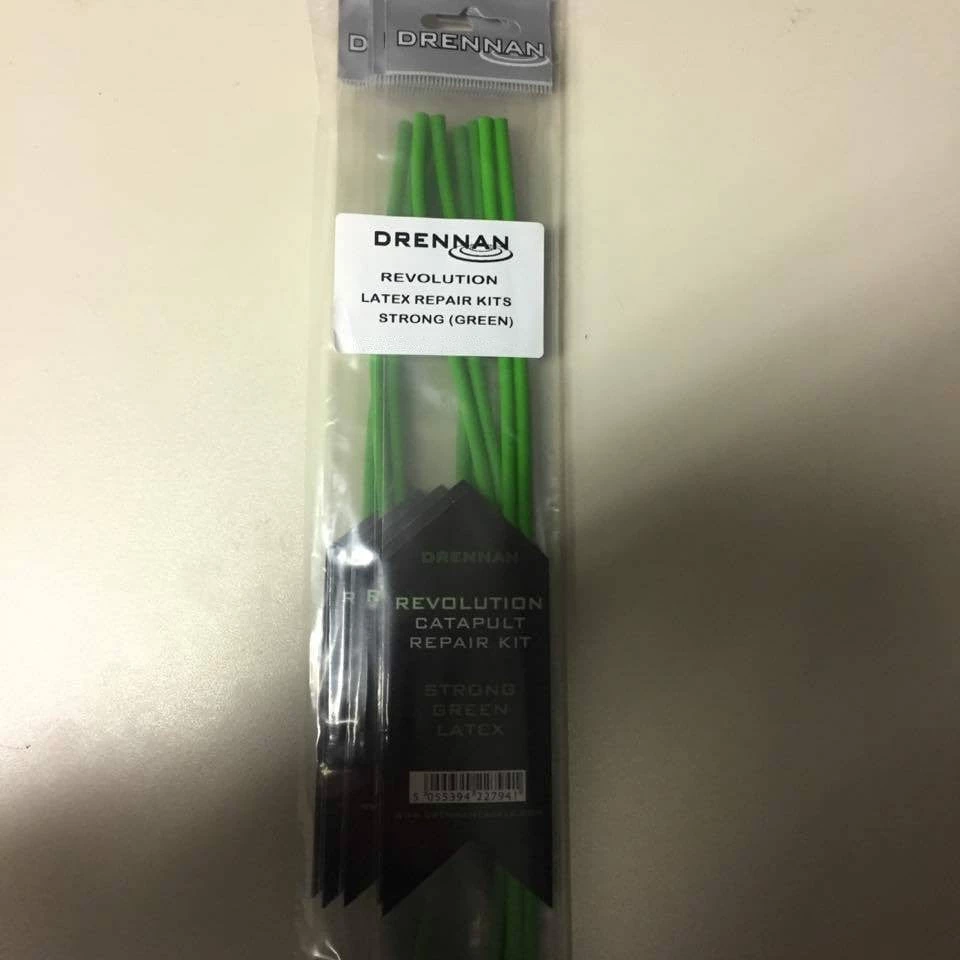 D DRENNAN
DRENNAN
REVOLUTION
LATEX REPAIR KITS
STRONG (GREEN)
DRENNAN
R R REVOLUTION
CATAPULT
REPAIR KIT
STRONG
GREEN
LATEX
5 055394 227941